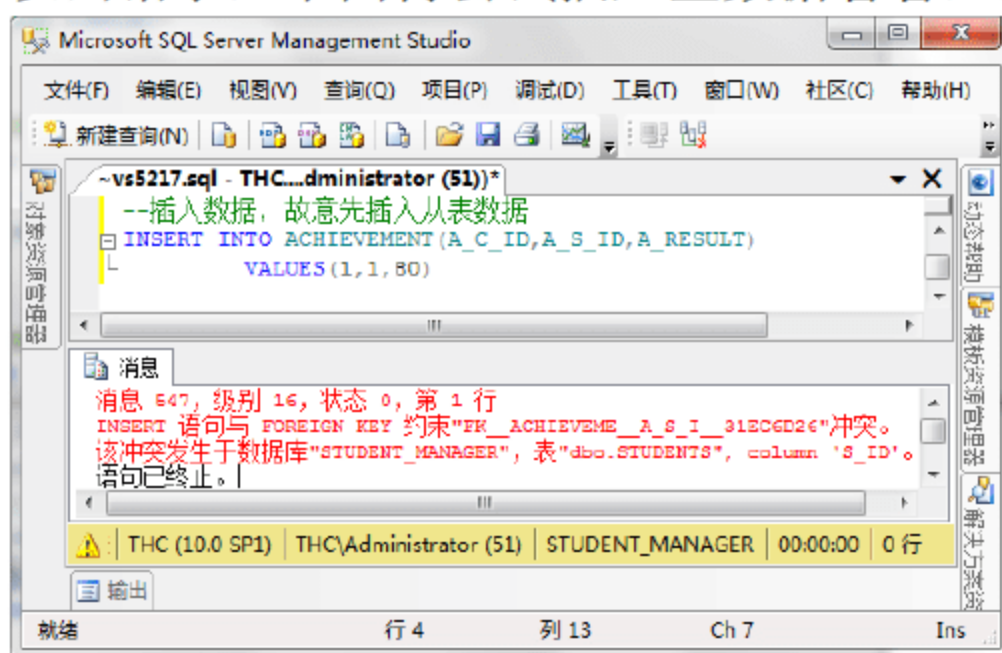 Microsoft SQL Server Management Studio
文件(F) 编辑(E) 视图(V) 查询(Q) 项目(P) 调试(D) 工具(T) 窗口(W) 社区(C) 帮助(H)
新建查询(N)
~vs5217.sql - THC....dministrator (51))*
对象资源管理器
--插入数据，故意先插入从表数据
INSERT INTO ACHIEVEMENT(A_C_ID,A_S_ID,A_RESULT)
VALUES(1,1,80)
动态帮助
模板资源管理器
解决方案资
消息
消息 547，级别 16，状态 0，第 1 行
INSERT 语句与 FOREIGN KEY 约束"FK__ACHIEVEME__A_S_I__31EC6D26"冲突。
该冲突发生于数据库"STUDENT_MANAGER"，表"dbo.STUDENTS", column 'S_ID'。
语句已终止。
THC (10.0 SP1) THC\Administrator (51) STUDENT_MANAGER 00:00:00 0 行
输出
就绪 行 4 列 13 Ch 7 Ins